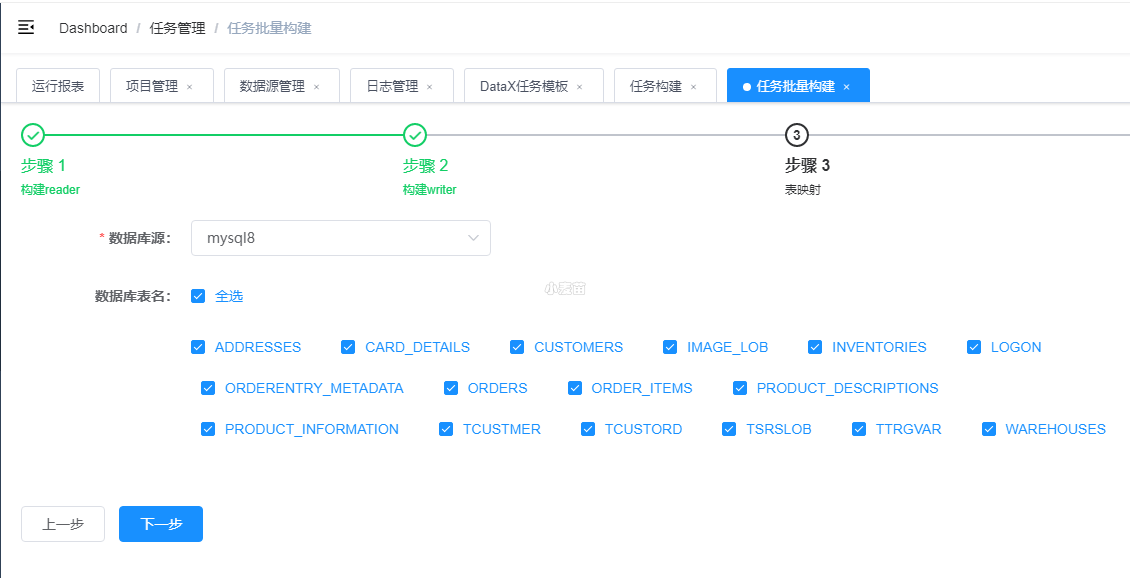 Dashboard / 任务管理 / 任务批量构建
运行报表 项目管理 × 数据源管理 × 日志管理 × DataX任务模板 × 任务构建 × 任务批量构建 ×
3
步骤 1 步骤 2 步骤 3
构建reader 构建writer 表映射
* 数据库源: mysql8
数据库表名: 全选
ADDRESSES CARD_DETAILS CUSTOMERS IMAGE_LOB INVENTORIES LOGON
ORDERENTRY_METADATA ORDERS ORDER_ITEMS PRODUCT_DESCRIPTIONS
PRODUCT_INFORMATION TCUSTMER TCUSTORD TSRSLOB TTRGVAR WAREHOUSES
上一步 下一步